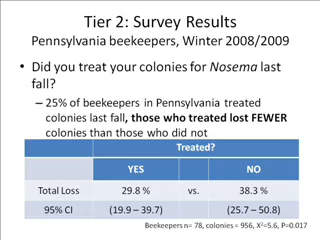 Tier 2: Survey Results
Pennsylvania beekeepers, Winter 2008/2009
• Did you treat your colonies for Nosema last
fall?
– 25% of beekeepers in Pennsylvania treated
colonies last fall, those who treated lost FEWER
colonies than those who did not
Treated?
YES NO
Total Loss 29.8 % vs. 38.3 %
95% CI (19.9 – 39.7) (25.7 – 50.8)
Beekeepers n= 78, colonies = 956, X²=5.6, P=0.017